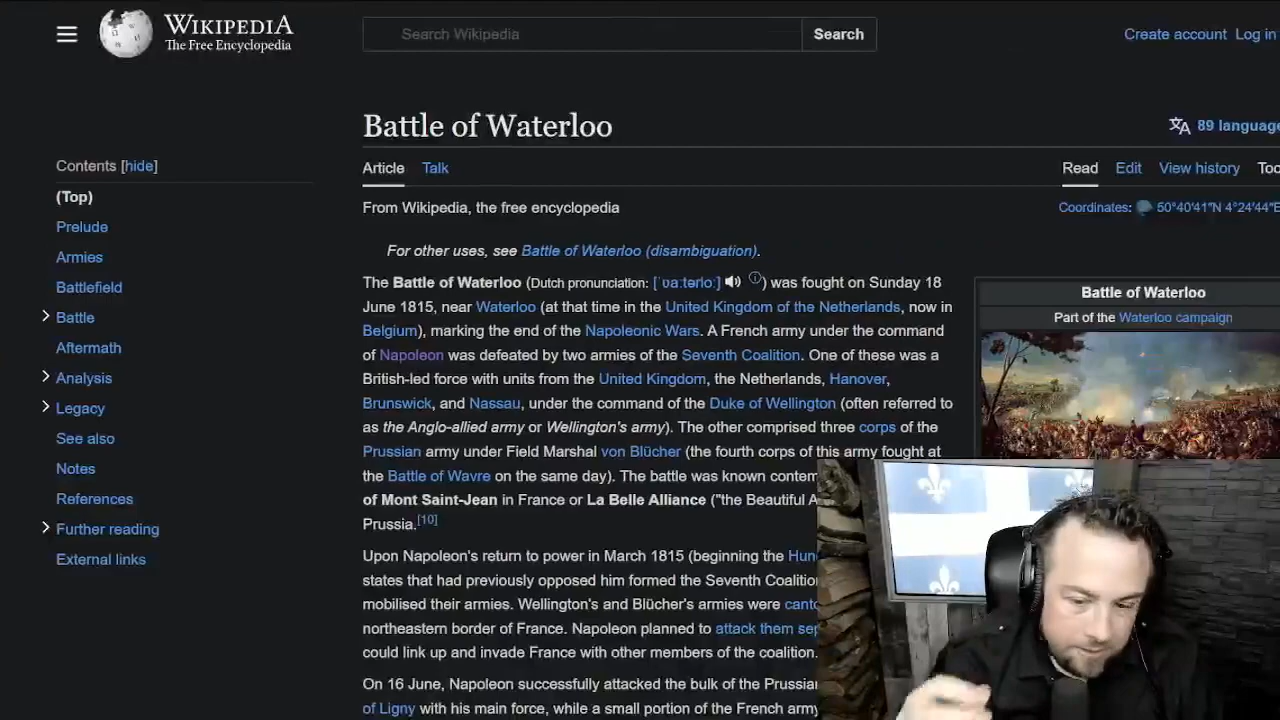 WIKIPEDIA
The Free Encyclopedia
Search Wikipedia
Search
Create account Log in
Battle of Waterloo
89 language
Contents [hide]
(Top)
Prelude
Armies
Battlefield
Battle
Aftermath
Analysis
Legacy
See also
Notes
References
Further reading
External links
Article Talk
Read Edit View history Too
From Wikipedia, the free encyclopedia
Coordinates: 50°40′41″N 4°24′44″E
For other uses, see Battle of Waterloo (disambiguation).
The Battle of Waterloo (Dutch pronunciation: [ˈʋaːtərloː] ⓘ) was fought on Sunday 18
June 1815, near Waterloo (at that time in the United Kingdom of the Netherlands, now in
Belgium), marking the end of the Napoleonic Wars. A French army under the command
of Napoleon was defeated by two armies of the Seventh Coalition. One of these was a
British-led force with units from the United Kingdom, the Netherlands, Hanover,
Brunswick, and Nassau, under the command of the Duke of Wellington (often referred to
as the Anglo-allied army or Wellington's army). The other comprised three corps of the
Prussian army under Field Marshal von Blücher (the fourth corps of this army fought at
the Battle of Wavre on the same day). The battle was known contem
of Mont Saint-Jean in France or La Belle Alliance ("the Beautiful A
Prussia.[10]
Upon Napoleon's return to power in March 1815 (beginning the Hun
states that had previously opposed him formed the Seventh Coalition
mobilised their armies. Wellington's and Blücher's armies were canto
northeastern border of France. Napoleon planned to attack them sep
could link up and invade France with other members of the coalition.
On 16 June, Napoleon successfully attacked the bulk of the Prussian
of Ligny with his main force, while a small portion of the French army
Battle of Waterloo
Part of the Waterloo campaign